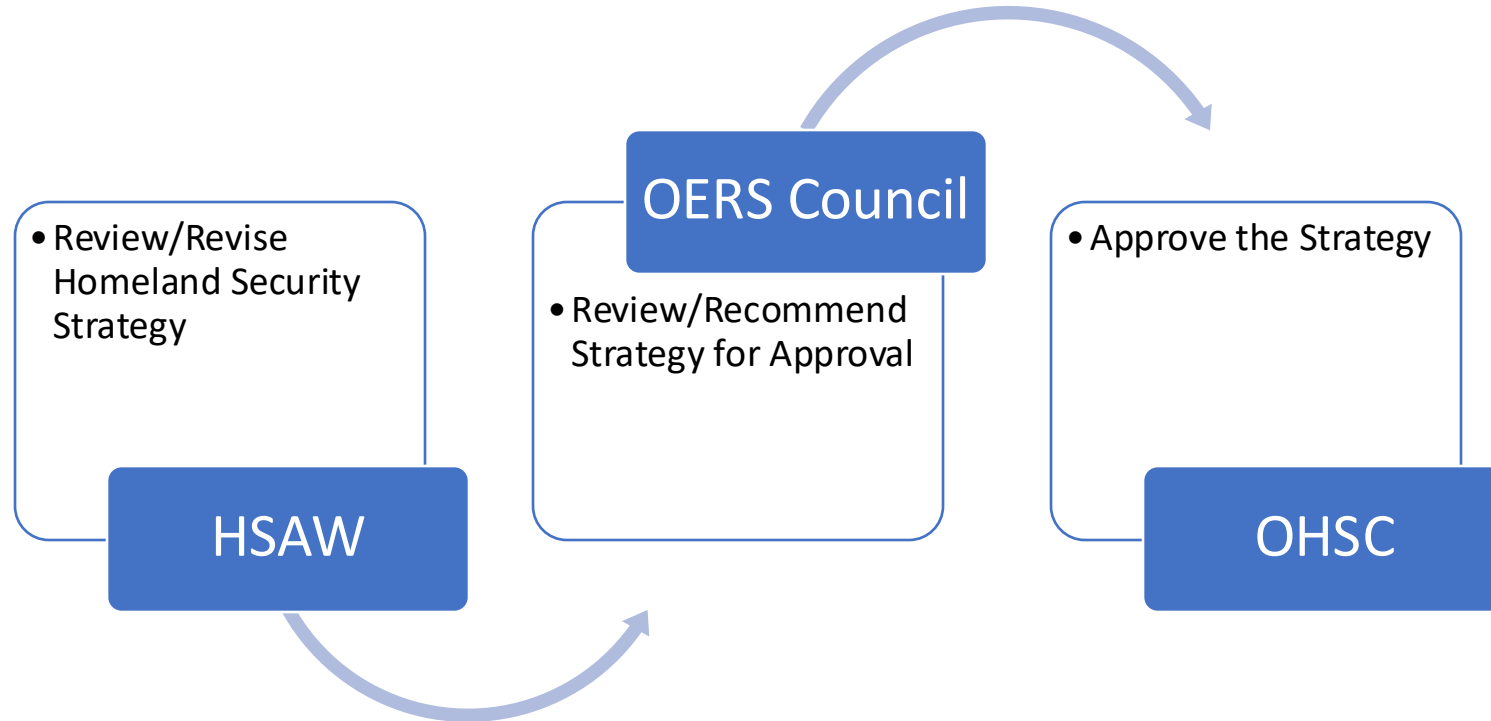 • Review/Revise
Homeland Security
Strategy
HSAW
OERS Council
• Review/Recommend
Strategy for Approval
• Approve the Strategy
OHSC